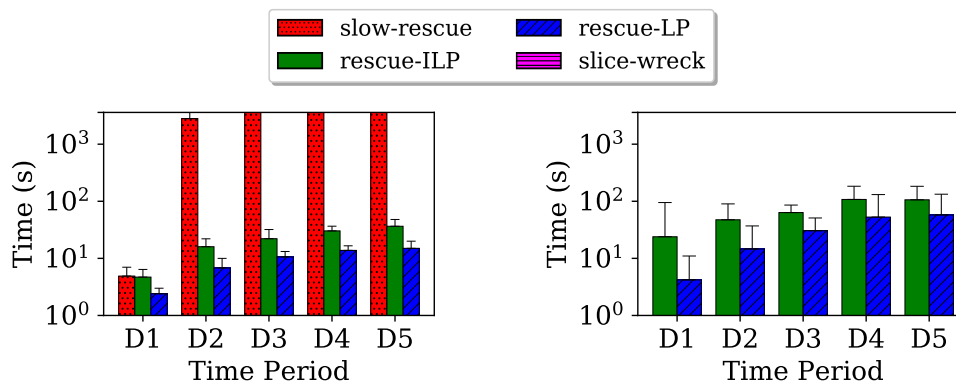 slow-rescue
rescue-ILP
rescue-LP
slice-wreck
Time (s)
10³
10²
10¹
10⁰
D1 D2 D3 D4 D5
Time Period
Time (s)
10³
10²
10¹
10⁰
D1 D2 D3 D4 D5
Time Period